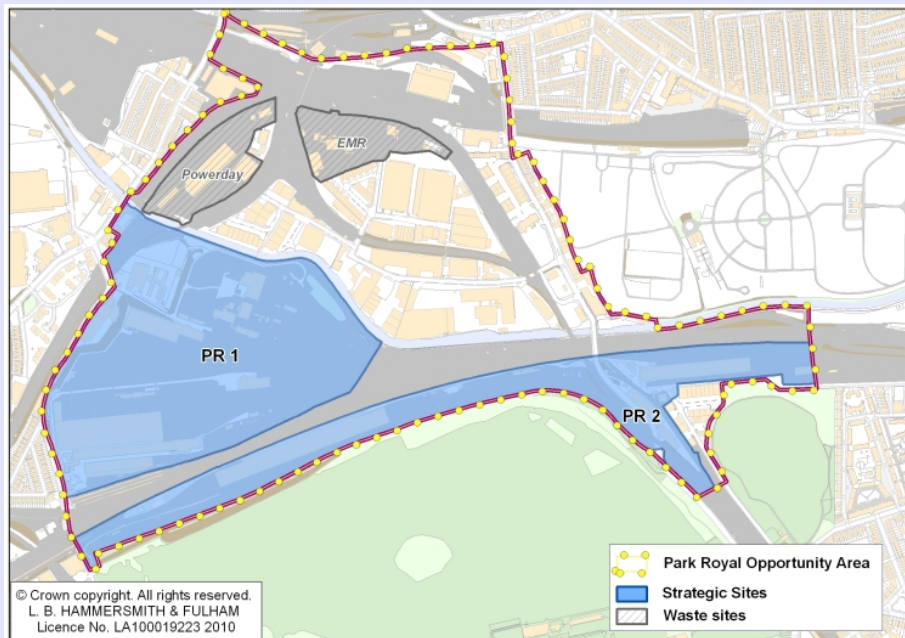 EMR
Powerday
PR 1
PR 2
Park Royal Opportunity Area
Strategic Sites
Waste sites
© Crown copyright. All rights reserved.
L. B. HAMMERSMITH & FULHAM
Licence No. LA100019223 2010